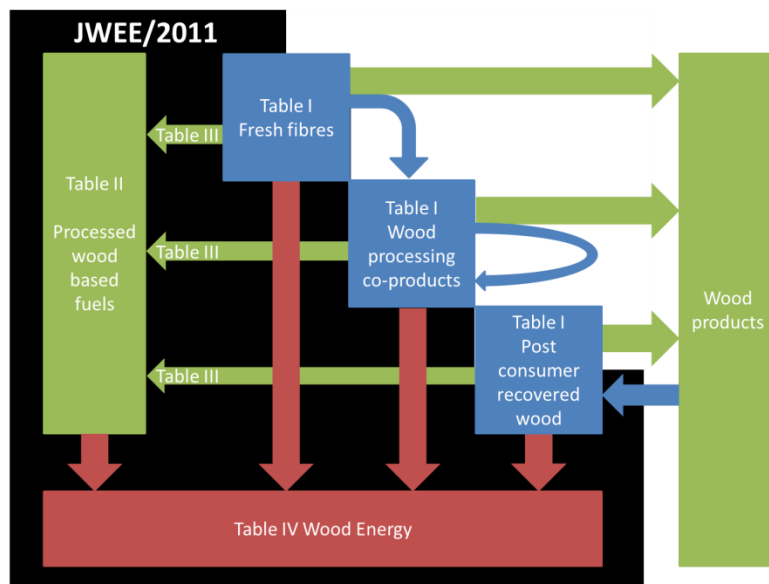 JWEE/2011
Table I
Fresh fibres
Table III
Table II
Processed
wood
based
fuels
Table III
Table I
Wood
processing
co-products
Table III
Table I
Post
consumer
recovered
wood
Wood
products
Table IV Wood Energy